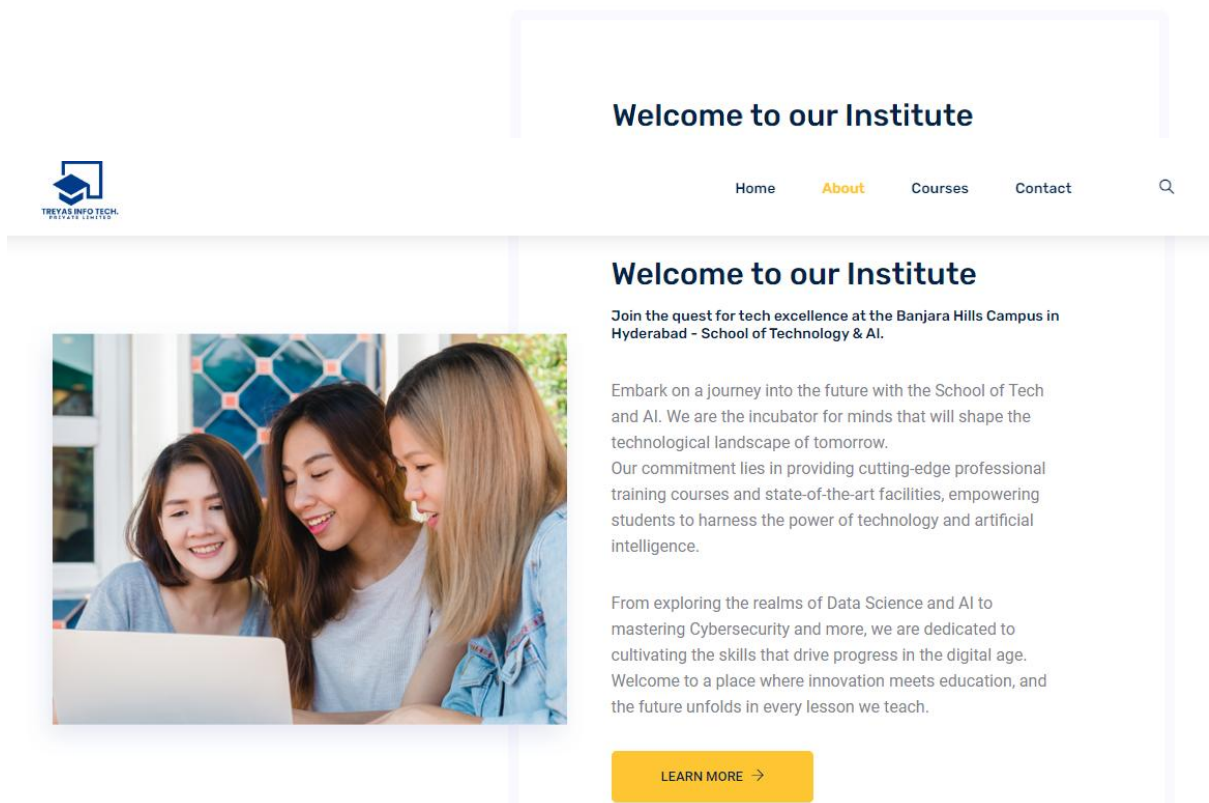 Welcome to our Institute
TREYAS INFO TECH.
PRIVATE LIMITED
Home About Courses Contact
Welcome to our Institute
Join the quest for tech excellence at the Banjara Hills Campus in
Hyderabad - School of Technology & AI.
Embark on a journey into the future with the School of Tech
and AI. We are the incubator for minds that will shape the
technological landscape of tomorrow.
Our commitment lies in providing cutting-edge professional
training courses and state-of-the-art facilities, empowering
students to harness the power of technology and artificial
intelligence.
From exploring the realms of Data Science and AI to
mastering Cybersecurity and more, we are dedicated to
cultivating the skills that drive progress in the digital age.
Welcome to a place where innovation meets education, and
the future unfolds in every lesson we teach.
LEARN MORE →